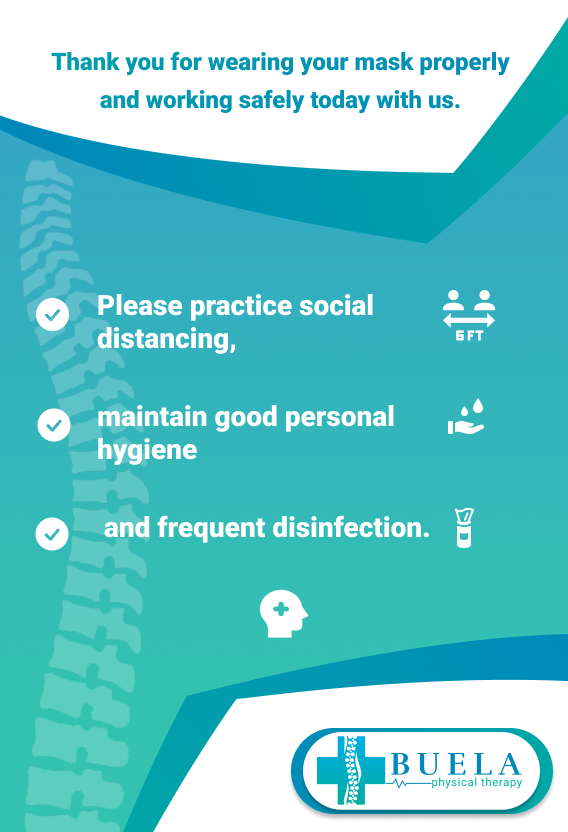 Thank you for wearing your mask properly
and working safely today with us.
Please practice social
distancing,
6FT
maintain good personal
hygiene
and frequent disinfection.
BUELA
physical therapy